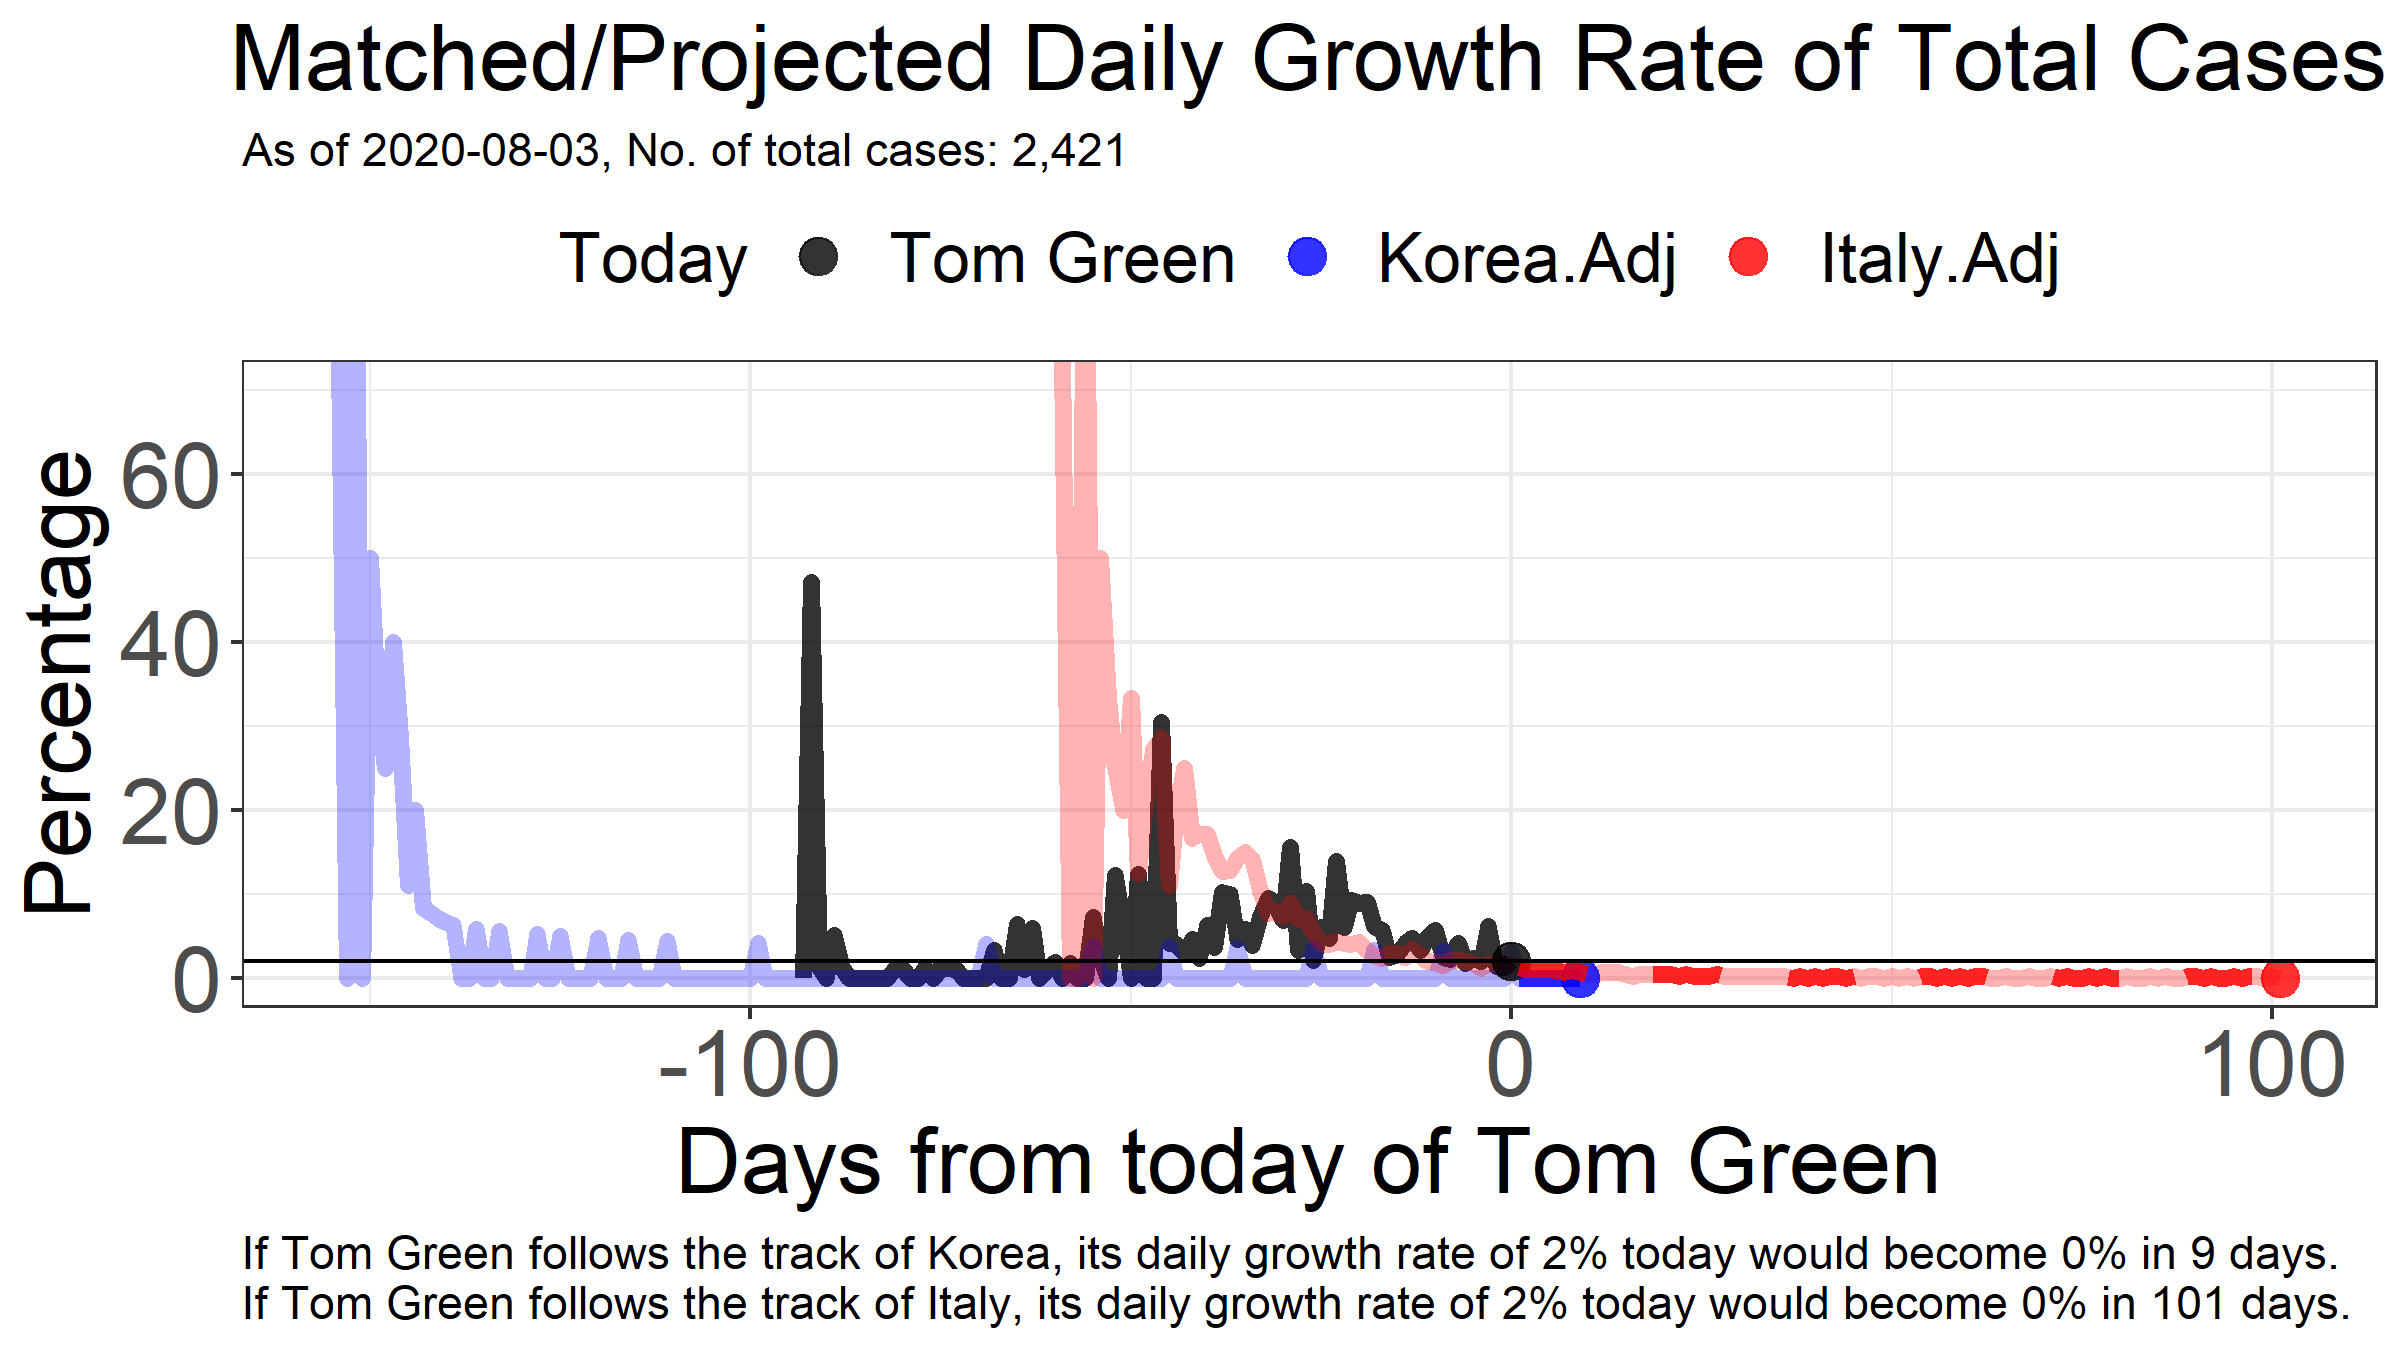 Matched/Projected Daily Growth Rate of Total Cases
As of 2020-08-03, No. of total cases: 2,421
Today Tom Green Korea.Adj Italy.Adj
Percentage
60
40
20
0
-100 0 100
Days from today of Tom Green
If Tom Green follows the track of Korea, its daily growth rate of 2% today would become 0% in 9 days.
If Tom Green follows the track of Italy, its daily growth rate of 2% today would become 0% in 101 days.